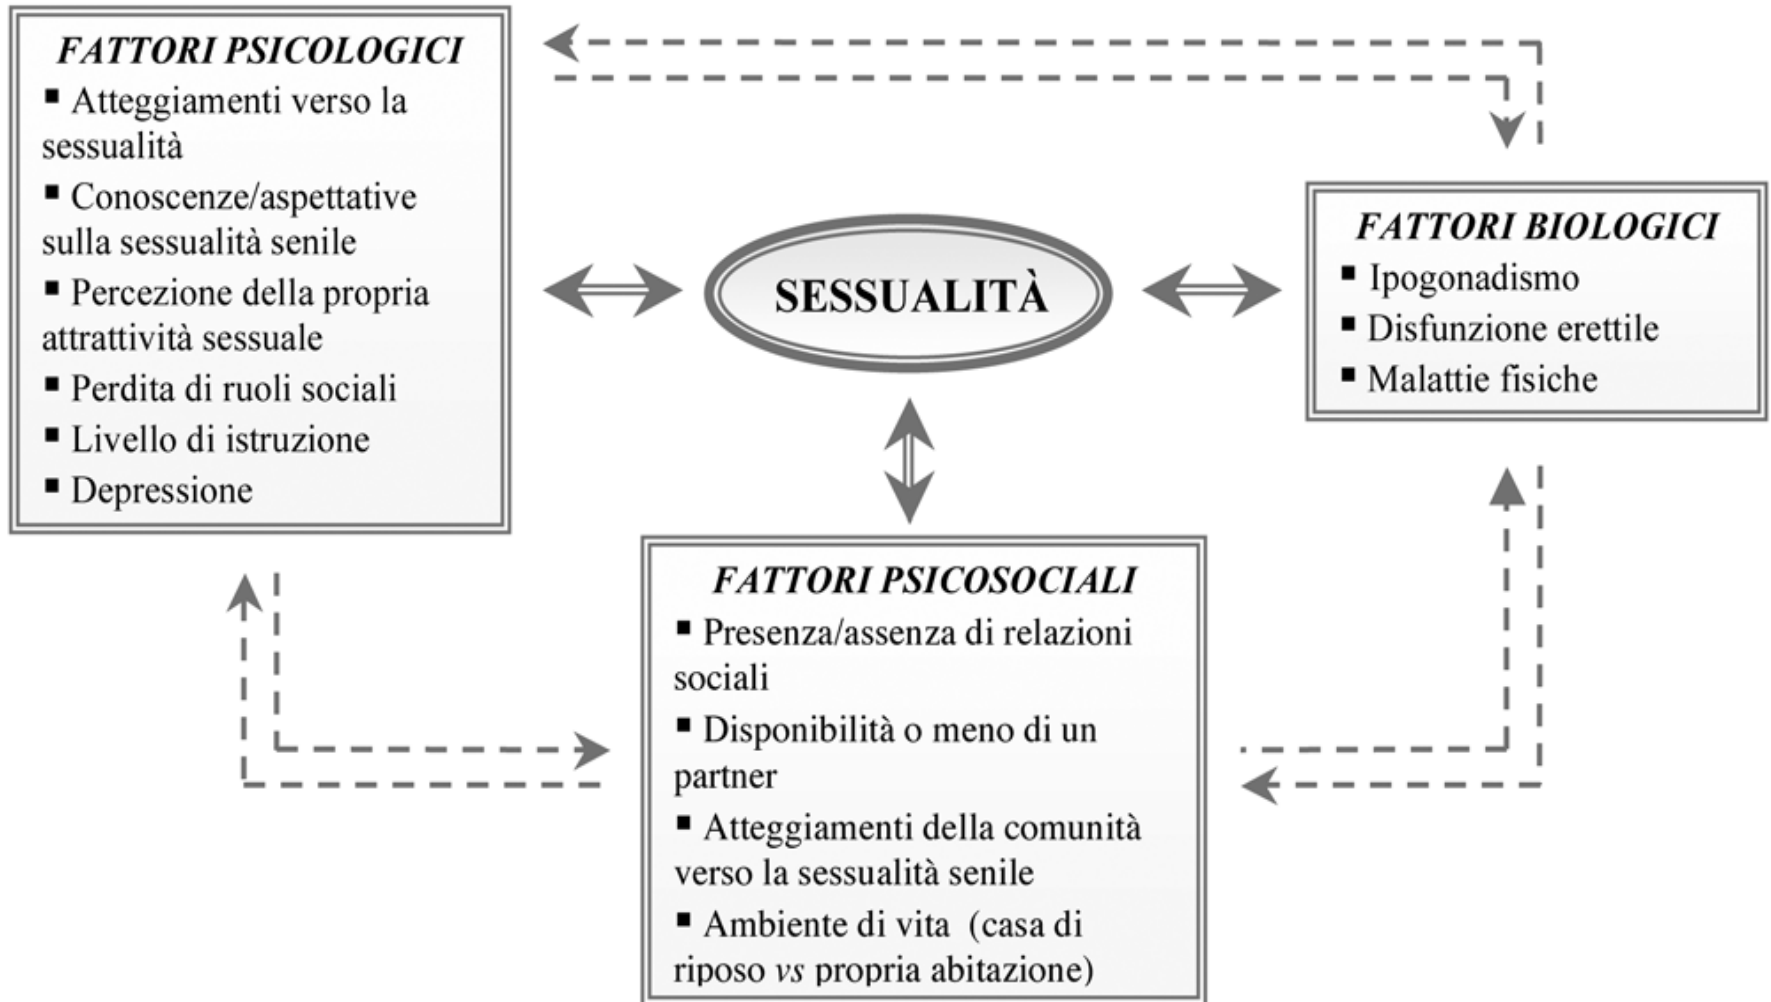 FATTORI PSICOLOGICI
▪ Atteggiamenti verso la
sessualità
▪ Conoscenze/aspettative
sulla sessualità senile
▪ Percezione della propria
attrattività sessuale
▪ Perdita di ruoli sociali
▪ Livello di istruzione
▪ Depressione
SESSUALITÀ
FATTORI BIOLOGICI
▪ Ipogonadismo
▪ Disfunzione erettile
▪ Malattie fisiche
FATTORI PSICOSOCIALI
▪ Presenza/assenza di relazioni
sociali
▪ Disponibilità o meno di un
partner
▪ Atteggiamenti della comunità
verso la sessualità senile
▪ Ambiente di vita (casa di
riposo vs propria abitazione)